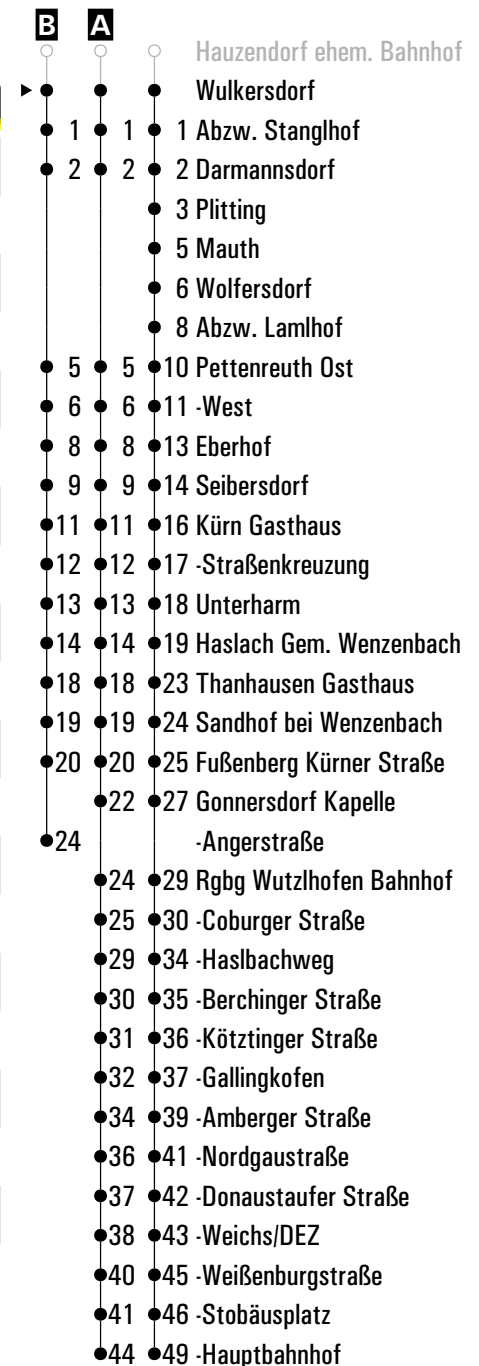 B A
Hauzendorf ehem. Bahnhof
Wulkersdorf
1 1 1 Abzw. Stanglhof
2 2 2 Darmannsdorf
3 Plitting
5 Mauth
6 Wolfersdorf
8 Abzw. Lamlhof
5 5 10 Pettenreuth Ost
6 6 11 -West
8 8 13 Eberhof
9 9 14 Seibersdorf
11 11 16 Kürn Gasthaus
12 12 17 -Straßenkreuzung
13 13 18 Unterharm
14 14 19 Haslach Gem. Wenzenbach
18 18 23 Thanhausen Gasthaus
19 19 24 Sandhof bei Wenzenbach
20 20 25 Fußenberg Kürner Straße
22 27 Gonnersdorf Kapelle
24 -Angerstraße
24 29 Rgbg Wutzlhofen Bahnhof
25 30 -Coburger Straße
29 34 -Haslbachweg
30 35 -Berchinger Straße
31 36 -Kötztinger Straße
32 37 -Gallingkofen
34 39 -Amberger Straße
36 41 -Nordgaustraße
37 42 -Donaustaufer Straße
38 43 -Weichs/DEZ
40 45 -Weißenburgstraße
41 46 -Stobäusplatz
44 49 -Hauptbahnhof